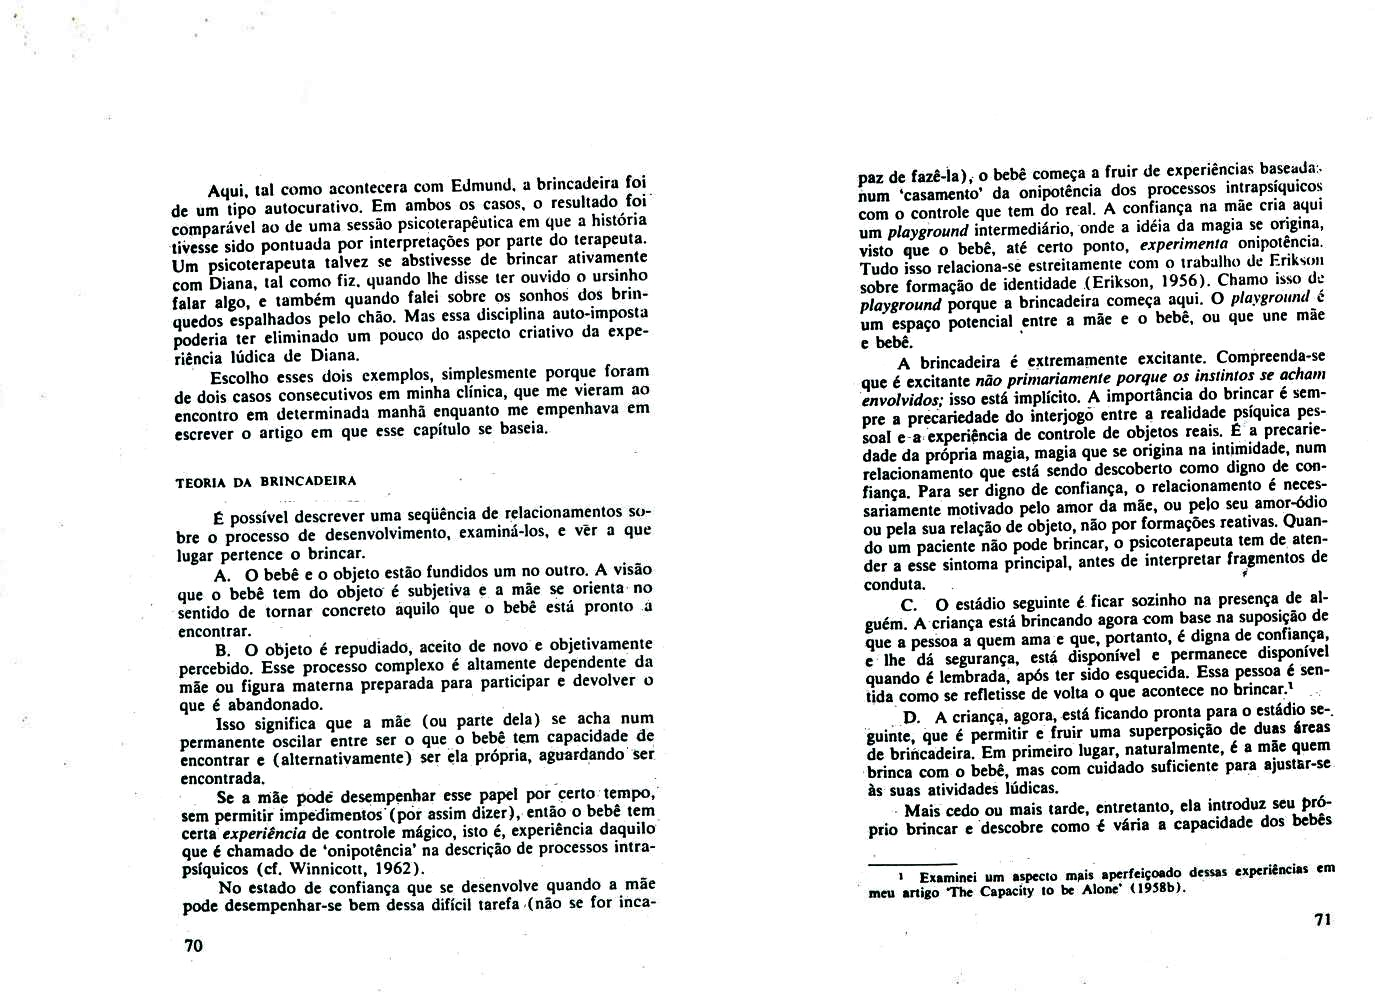 Aqui, tal como acontecera com Edmund, a brincadeira foi
de um tipo autocurativo. Em ambos os casos, o resultado foi
comparável ao de uma sessão psicoterapêutica em que a história
tivesse sido pontuada por interpretações por parte do terapeuta.
Um psicoterapeuta talvez se abstivesse de brincar ativamente
com Diana, tal como fiz, quando lhe disse ter ouvido o ursinho
falar algo, e também quando falei sobre os sonhos dos brin-
quedos espalhados pelo chão. Mas essa disciplina auto-imposta
poderia ter eliminado um pouco do aspecto criativo da expe-
riência lúdica de Diana.
Escolho esses dois exemplos, simplesmente porque foram
de dois casos consecutivos em minha clínica, que me vieram ao
encontro em determinada manhã enquanto me empenhava em
escrever o artigo em que esse capítulo se baseia.
TEORIA DA BRINCADEIRA
É possível descrever uma seqüência de relacionamentos so-
bre o processo de desenvolvimento, examiná-los, e ver a que
lugar pertence o brincar.
A. O bebê e o objeto estão fundidos um no outro. A visão
que o bebê tem do objeto é subjetiva e a mãe se orienta no
sentido de tornar concreto aquilo que o bebê está pronto a
encontrar.
B. O objeto é repudiado, aceito de novo e objetivamente
percebido. Esse processo complexo é altamente dependente da
mãe ou figura materna preparada para participar e devolver o
que é abandonado.
Isso significa que a mãe (ou parte dela) se acha num
permanente oscilar entre ser o que o bebê tem capacidade de
encontrar e (alternativamente) ser ela própria, aguardando ser
encontrada.
Se a mãe pode desempenhar esse papel por certo tempo,
sem permitir impedimentos (por assim dizer), então o bebê tem
certa experiência de controle mágico, isto é, experiência daquilo
que é chamado de 'onipotência' na descrição de processos intra-
psíquicos (cf. Winnicott, 1962).
No estado de confiança que se desenvolve quando a mãe
pode desempenhar-se bem dessa difícil tarefa (não se for inca-
70
paz de fazê-la), o bebê começa a fruir de experiências baseadas
num 'casamento' da onipotência dos processos intrapsíquicos
com o controle que tem do real. A confiança na mãe cria aqui
um playground intermediário, onde a idéia da magia se origina,
visto que o bebê, até certo ponto, experimenta onipotência.
Tudo isso relaciona-se estreitamente com o trabalho de Erikson
sobre formação de identidade (Erikson, 1956). Chamo isso de
playground porque a brincadeira começa aqui. O playground é
um espaço potencial entre a mãe e o bebê, ou que une mãe
e bebê.
A brincadeira é extremamente excitante. Compreenda-se
que é excitante não primariamente porque os instintos se acham
envolvidos; isso está implícito. A importância do brincar é sem-
pre a precariedade do interjogo entre a realidade psíquica pes-
soal e a experiência de controle de objetos reais. É a precarie-
dade da própria magia, magia que se origina na intimidade, num
relacionamento que está sendo descoberto como digno de con-
fiança. Para ser digno de confiança, o relacionamento é neces-
sariamente motivado pelo amor da mãe, ou pelo seu amor-ódio
ou pela sua relação de objeto, não por formações reativas. Quan-
do um paciente não pode brincar, o psicoterapeuta tem de aten-
der a esse sintoma principal, antes de interpretar fragmentos de
conduta.
C. O estádio seguinte é ficar sozinho na presença de al-
guém. A criança está brincando agora com base na suposição de
que a pessoa a quem ama e que, portanto, é digna de confiança,
e lhe dá segurança, está disponível e permanece disponível
quando é lembrada, após ter sido esquecida. Essa pessoa é sen-
tida como se refletisse de volta o que acontece no brincar.¹
D. A criança, agora, está ficando pronta para o estádio se-
guinte, que é permitir e fruir uma superposição de duas áreas
de brincadeira. Em primeiro lugar, naturalmente, é a mãe quem
brinca com o bebê, mas com cuidado suficiente para ajustar-se
às suas atividades lúdicas.
Mais cedo ou mais tarde, entretanto, ela introduz seu pró-
prio brincar e descobre como é vária a capacidade dos bebês
¹ Examinei um aspecto mais aperfeiçoado dessas experiências em
meu artigo 'The Capacity to be Alone' (1958b).
71